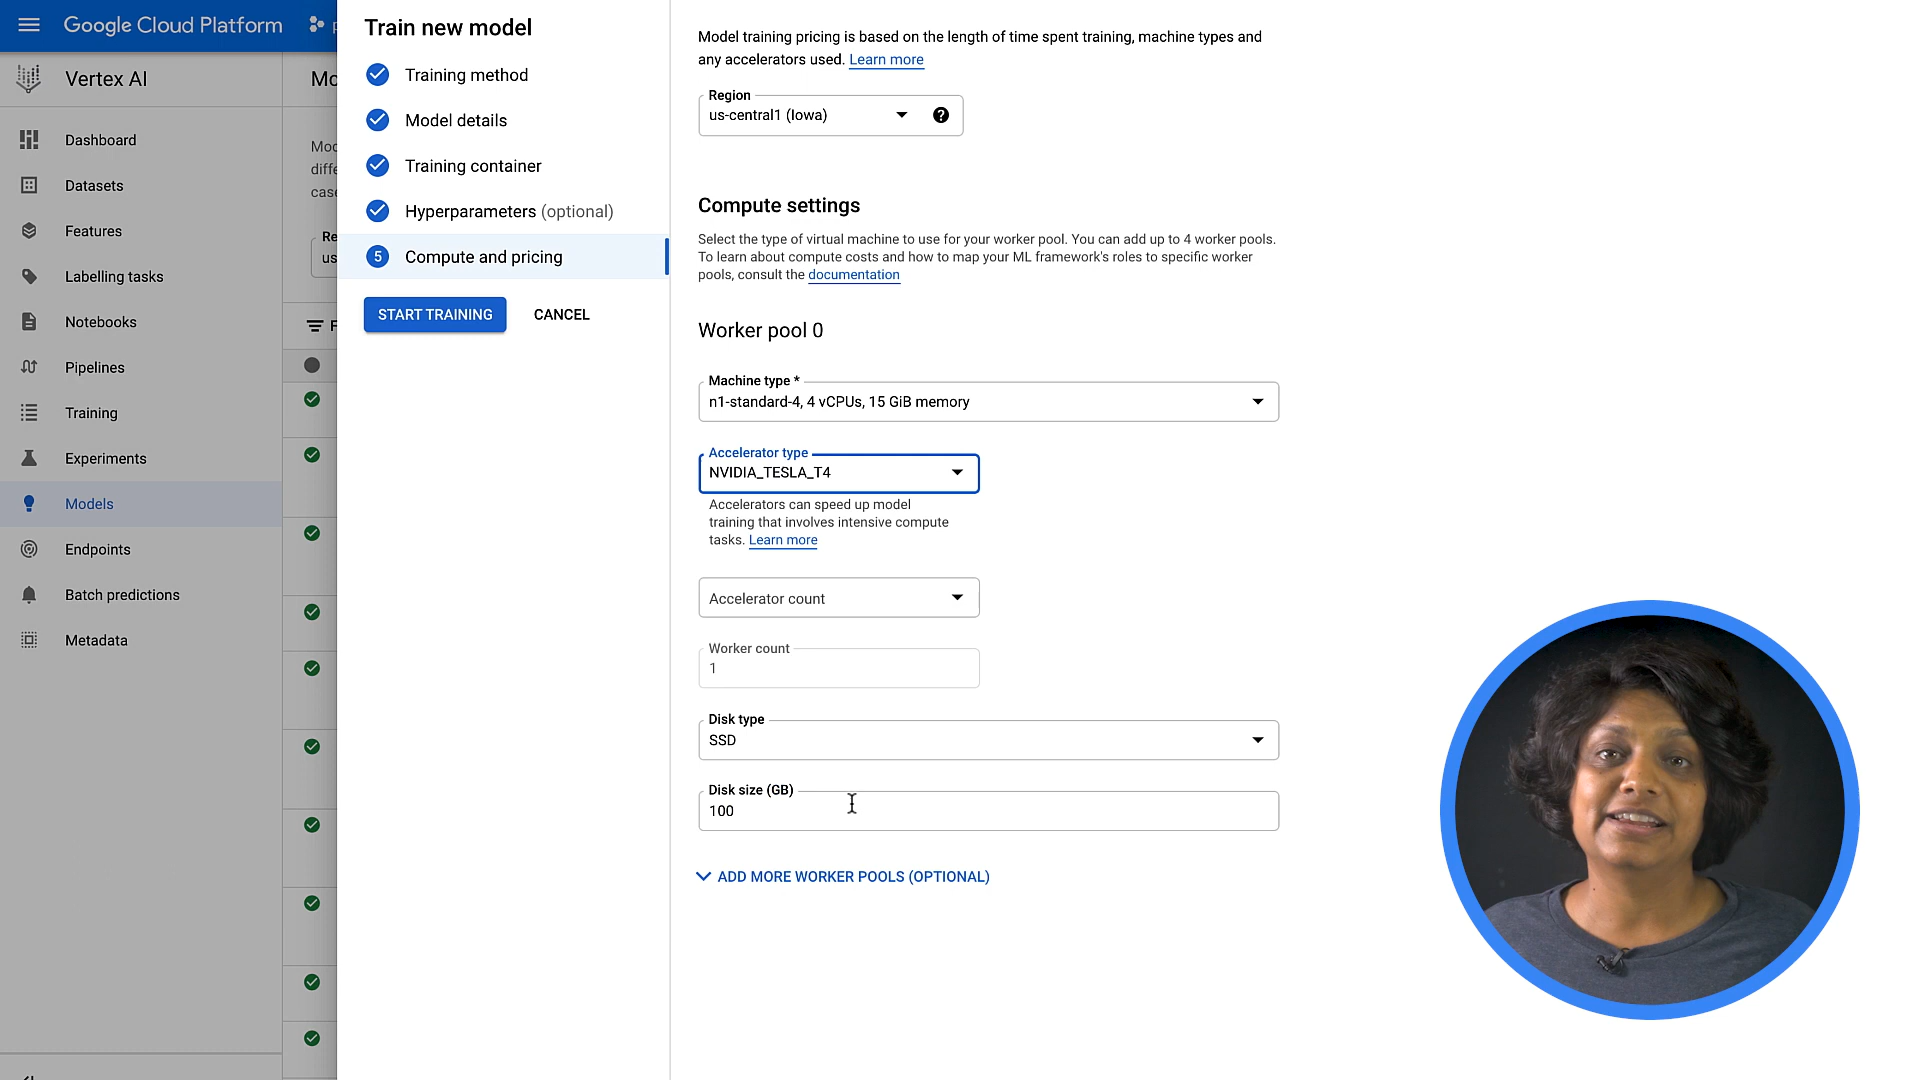 Google Cloud Platform
Vertex AI
Dashboard
Datasets
Features
Labelling tasks
Notebooks
Pipelines
Training
Experiments
Models
Endpoints
Batch predictions
Metadata
Train new model
Training method
Model details
Training container
Hyperparameters (optional)
5 Compute and pricing
START TRAINING CANCEL
Model training pricing is based on the length of time spent training, machine types and
any accelerators used. Learn more
Region
us-central1 (Iowa)
Compute settings
Select the type of virtual machine to use for your worker pool. You can add up to 4 worker pools.
To learn about compute costs and how to map your ML framework's roles to specific worker
pools, consult the documentation
Worker pool 0
Machine type *
n1-standard-4, 4 vCPUs, 15 GiB memory
Accelerator type
NVIDIA_TESLA_T4
Accelerators can speed up model
training that involves intensive compute
tasks. Learn more
Accelerator count
Worker count
1
Disk type
SSD
Disk size (GB)
100
ADD MORE WORKER POOLS (OPTIONAL)